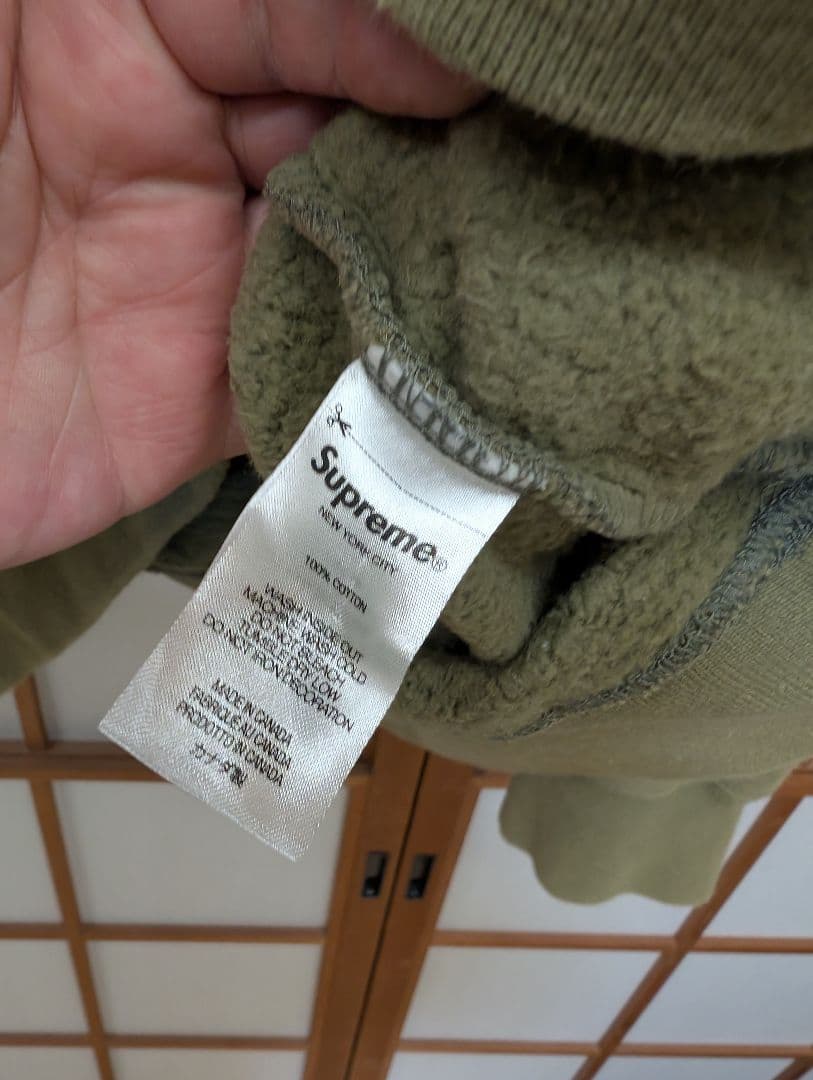 Supreme®
NEW YORK CITY
100% COTTON
WASH INSIDE OUT
MACHINE WASH COLD
DO NOT BLEACH
TUMBLE DRY LOW
DO NOT IRON DECORATION
MADE IN CANADA
FABRIQUÉ AU CANADA
PRODOTTO IN CANADA
カナダ製